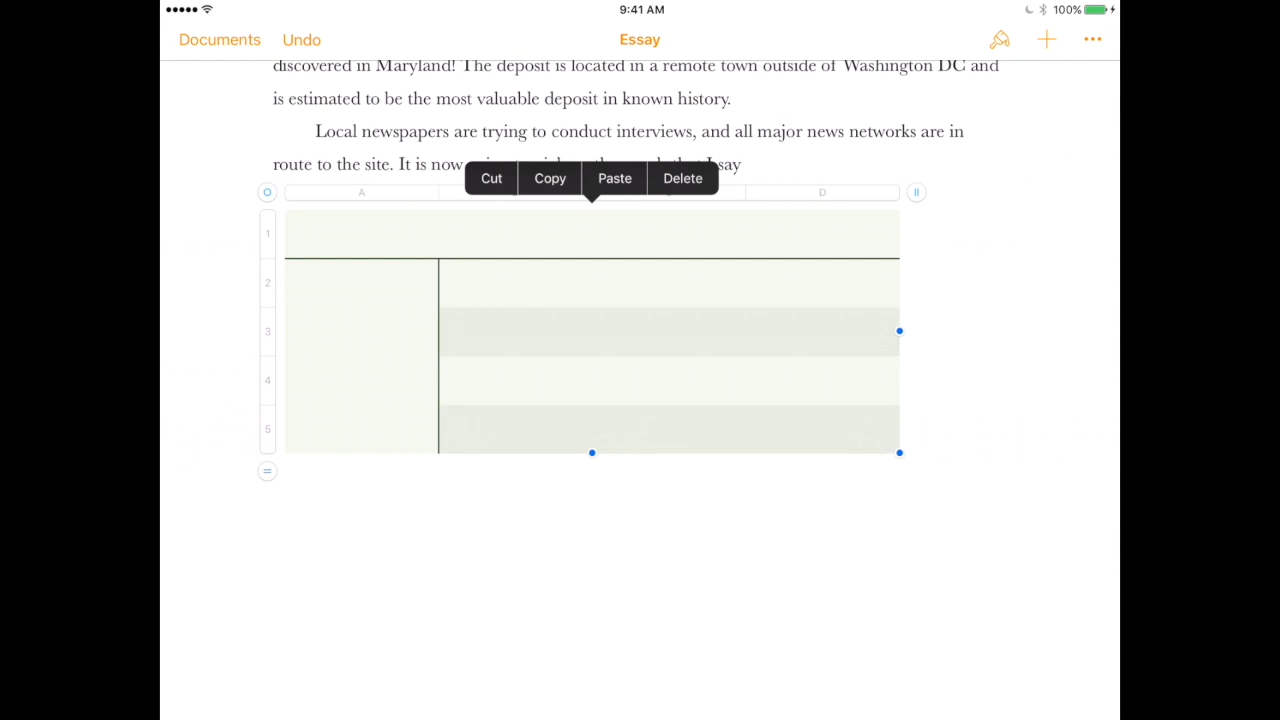 9:41 AM
100%
Documents Undo Essay
discovered in Maryland! The deposit is located in a remote town outside of Washington DC and
is estimated to be the most valuable deposit in known history.
Local newspapers are trying to conduct interviews, and all major news networks are in
route to the site. It is now say
Cut Copy Paste Delete
A D
1
2
3
4
5